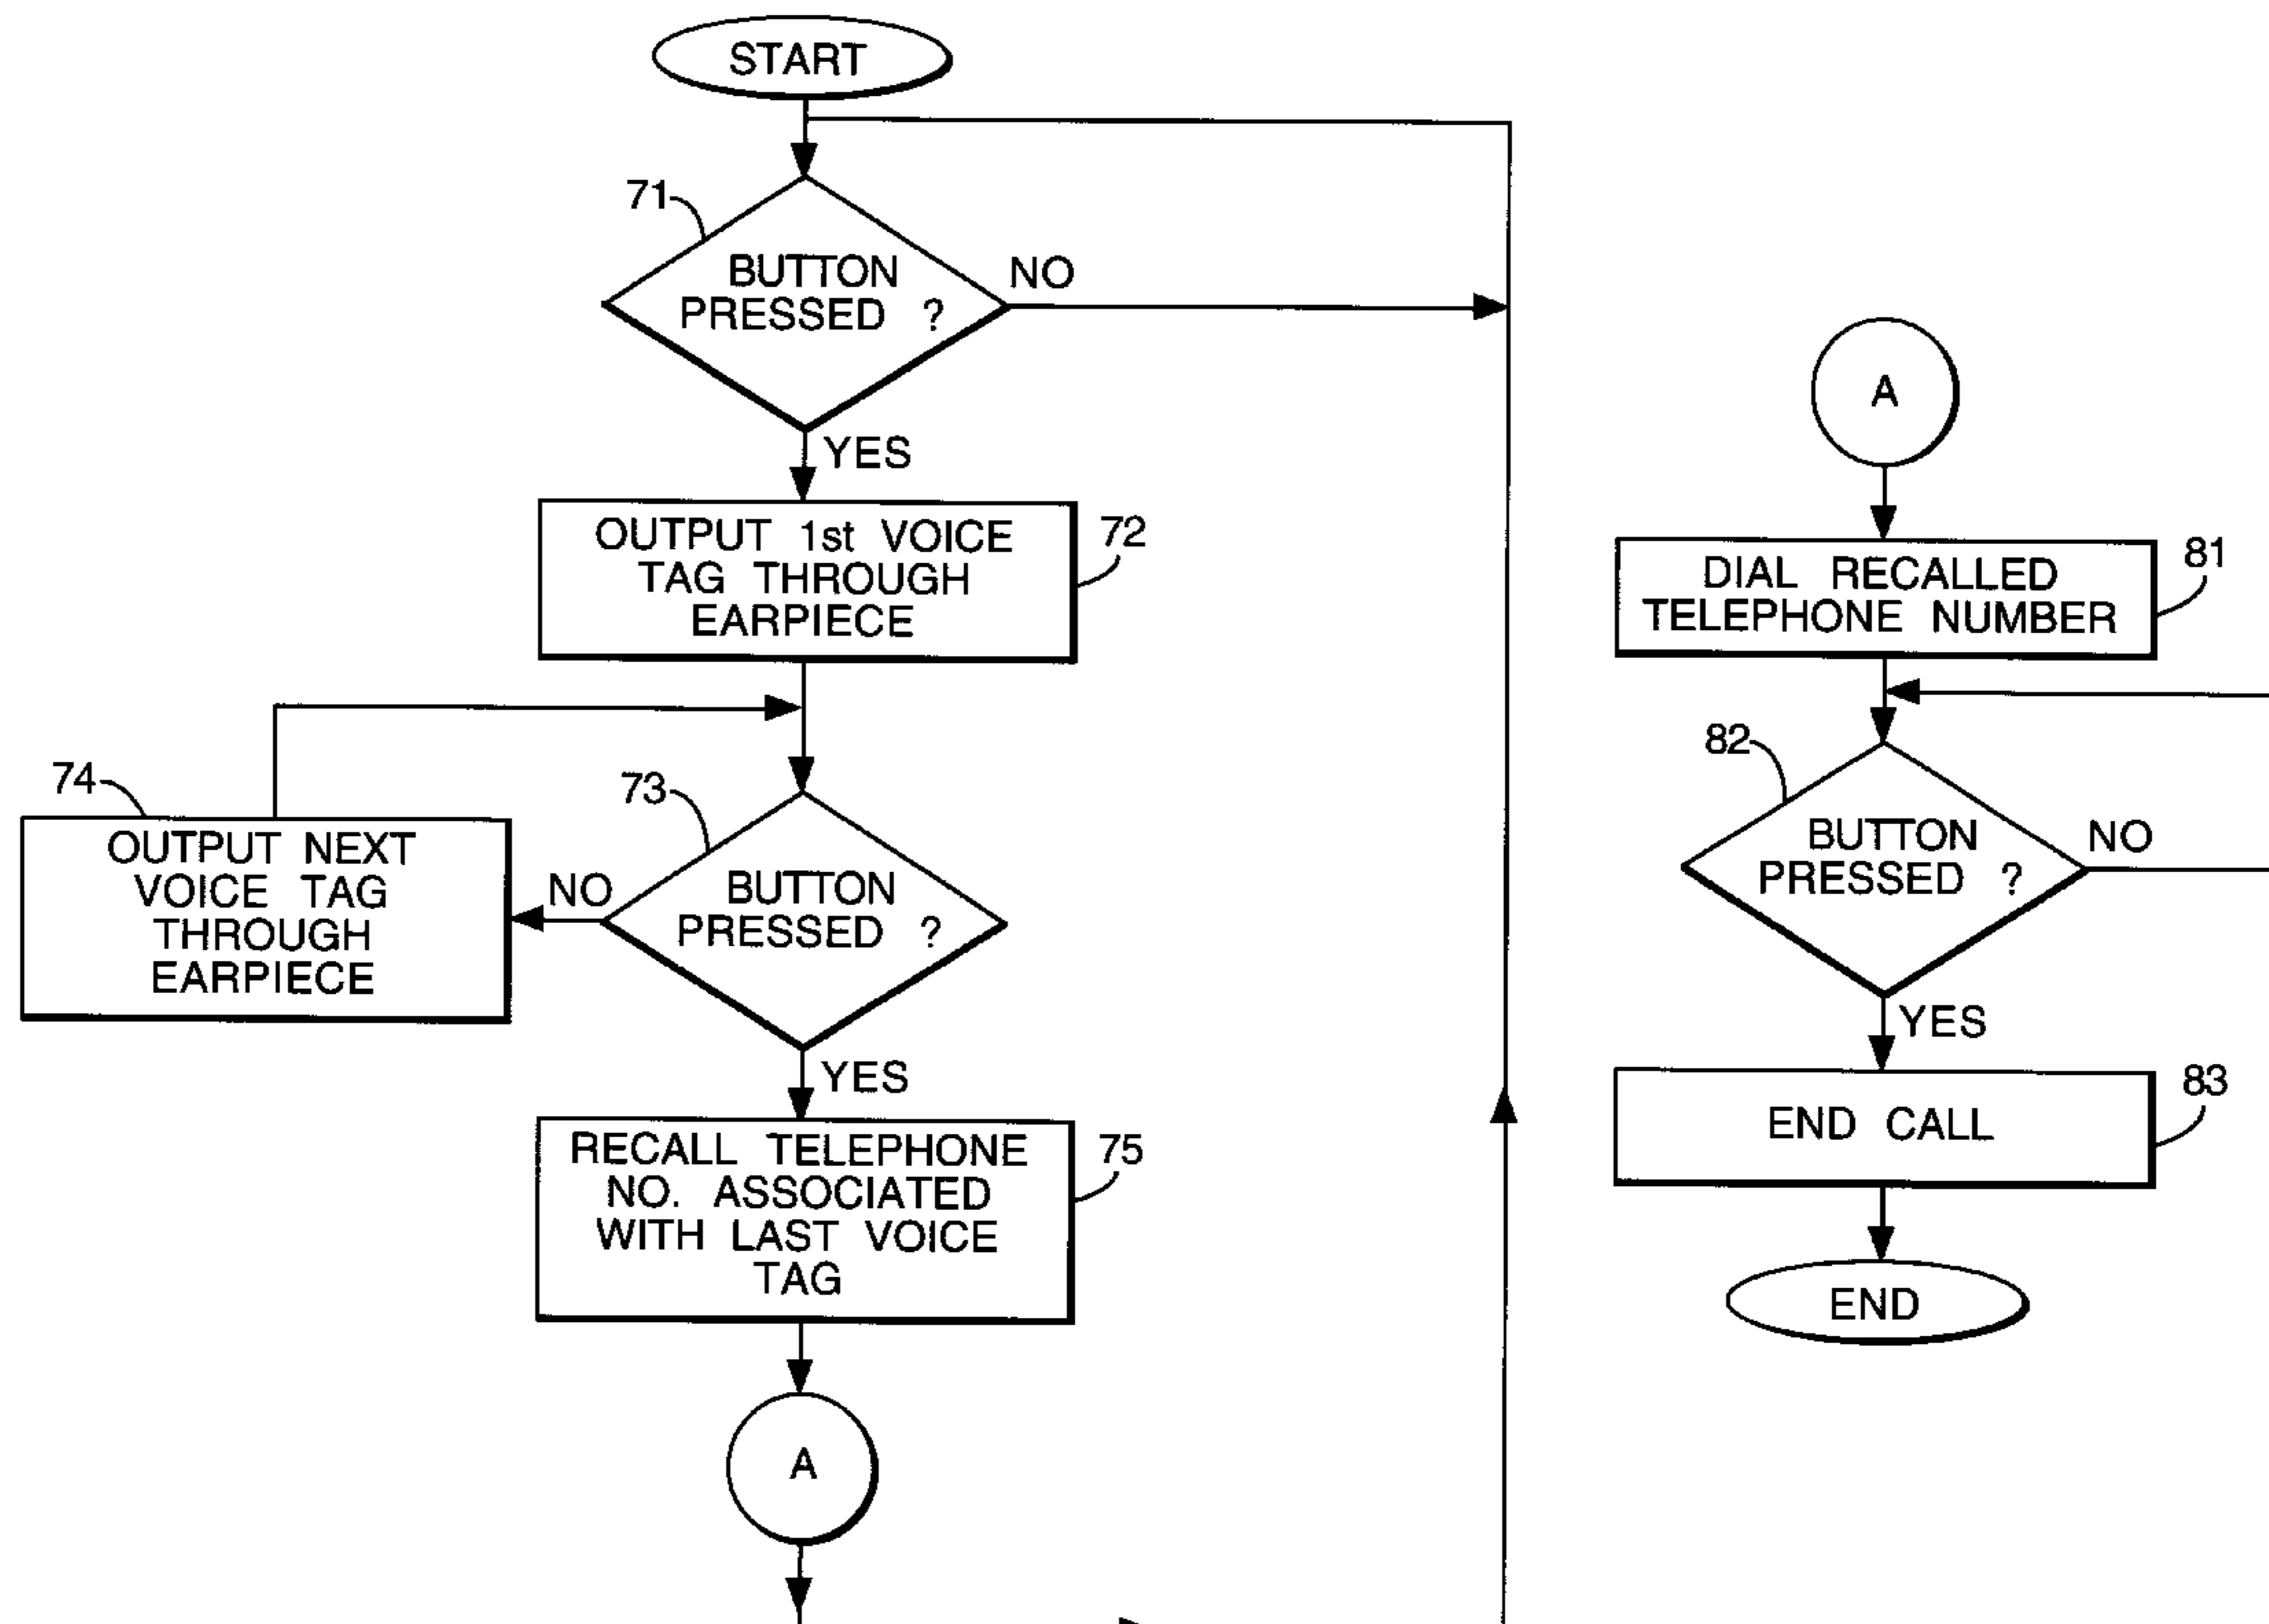 START
71
BUTTON
PRESSED ?
NO
YES
OUTPUT 1st VOICE
TAG THROUGH
EARPIECE
72
74
OUTPUT NEXT
VOICE TAG
THROUGH
EARPIECE
NO
73
BUTTON
PRESSED ?
YES
RECALL TELEPHONE
NO. ASSOCIATED
WITH LAST VOICE
TAG
75
A
A
DIAL RECALLED
TELEPHONE NUMBER
81
82
BUTTON
PRESSED ?
NO
YES
END CALL
83
END